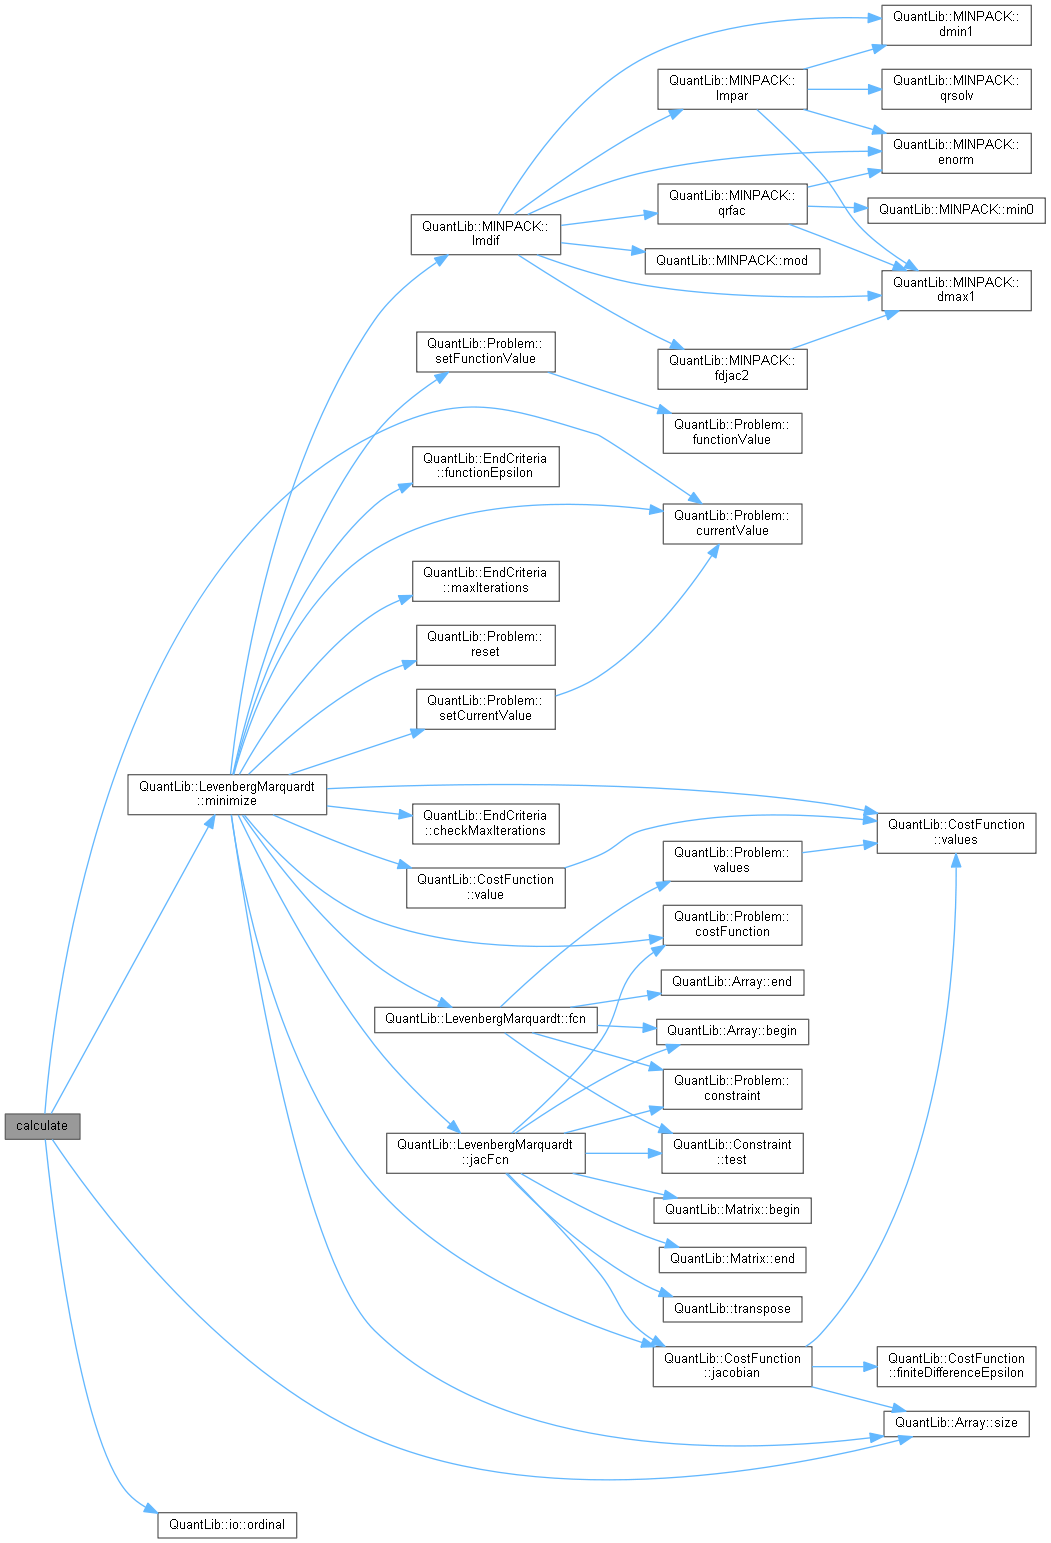 QuantLib::MINPACK::
dmin1
QuantLib::MINPACK::
lmpar
QuantLib::MINPACK::
qrsolv
QuantLib::MINPACK::
enorm
QuantLib::MINPACK::
qrfac
QuantLib::MINPACK::min0
QuantLib::MINPACK::
lmdif
QuantLib::MINPACK::mod
QuantLib::MINPACK::
dmax1
QuantLib::Problem::
setFunctionValue
QuantLib::MINPACK::
fdjac2
QuantLib::Problem::
functionValue
QuantLib::EndCriteria
::functionEpsilon
QuantLib::Problem::
currentValue
QuantLib::EndCriteria
::maxIterations
QuantLib::Problem::
reset
QuantLib::Problem::
setCurrentValue
QuantLib::LevenbergMarquardt
::minimize
QuantLib::EndCriteria
::checkMaxIterations
QuantLib::CostFunction
::values
QuantLib::Problem::
values
QuantLib::CostFunction
::value
QuantLib::Problem::
costFunction
QuantLib::Array::end
QuantLib::LevenbergMarquardt::fcn
QuantLib::Array::begin
QuantLib::Problem::
constraint
calculate
QuantLib::LevenbergMarquardt
::jacFcn
QuantLib::Constraint
::test
QuantLib::Matrix::begin
QuantLib::Matrix::end
QuantLib::transpose
QuantLib::CostFunction
::jacobian
QuantLib::CostFunction
::finiteDifferenceEpsilon
QuantLib::Array::size
QuantLib::io::ordinal